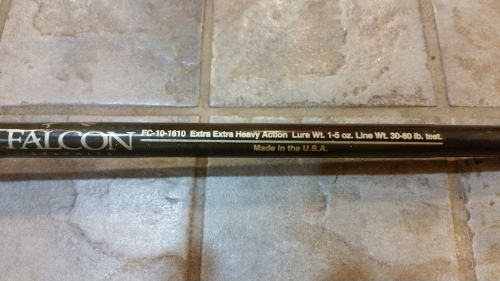 FALCON FC-10-1610 Extra Extra Heavy Action Lure Wt. 1-5 oz. Line Wt. 30-80 lb. test.
Made in the U.S.A.